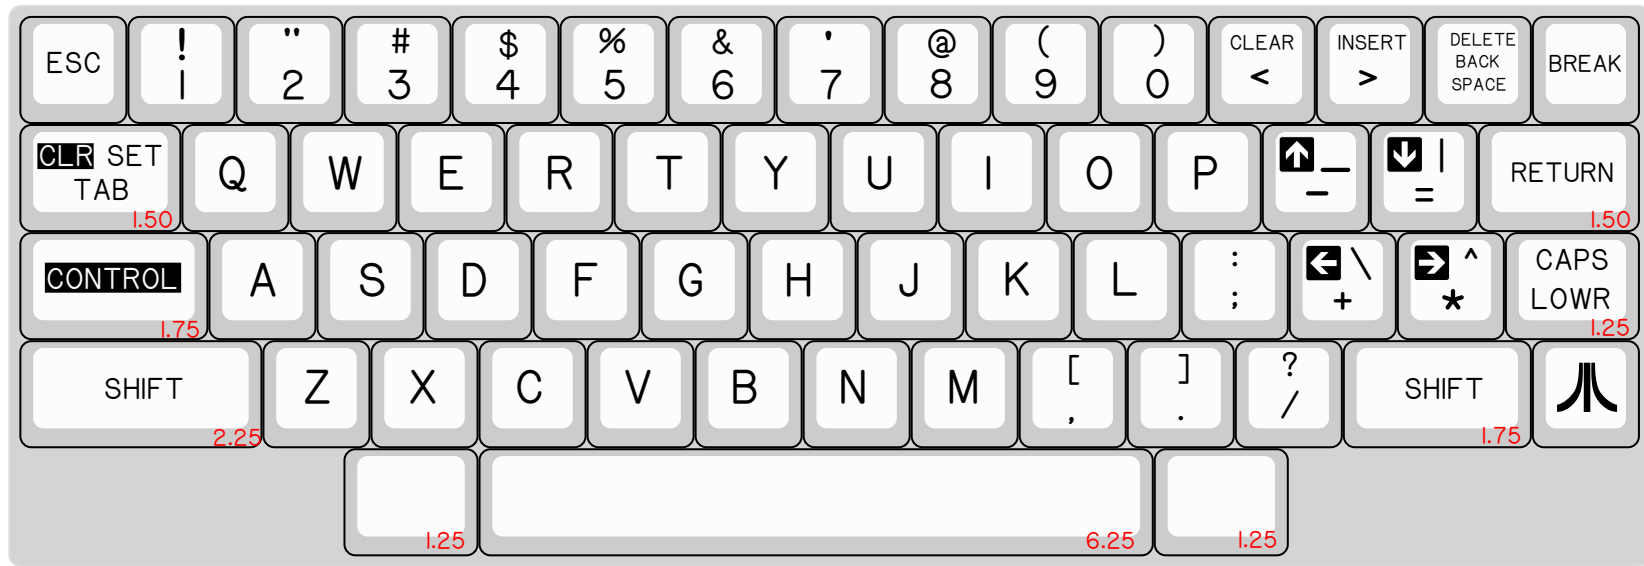 ESC ! " # $ % & ' @ ( ) CLEAR INSERT DELETE BREAK
1 2 3 4 5 6 7 8 9 0 < > BACK
SPACE
CLR SET Q W E R T Y U I O P ↑ _ ↓ | RETURN
TAB - =
1.50 1.50
CONTROL A S D F G H J K L : ← \ → ^ CAPS
; + * LOWR
1.75 1.25
SHIFT Z X C V B N M [ ] ? SHIFT
, . /
2.25 1.75
1.25 6.25 1.25